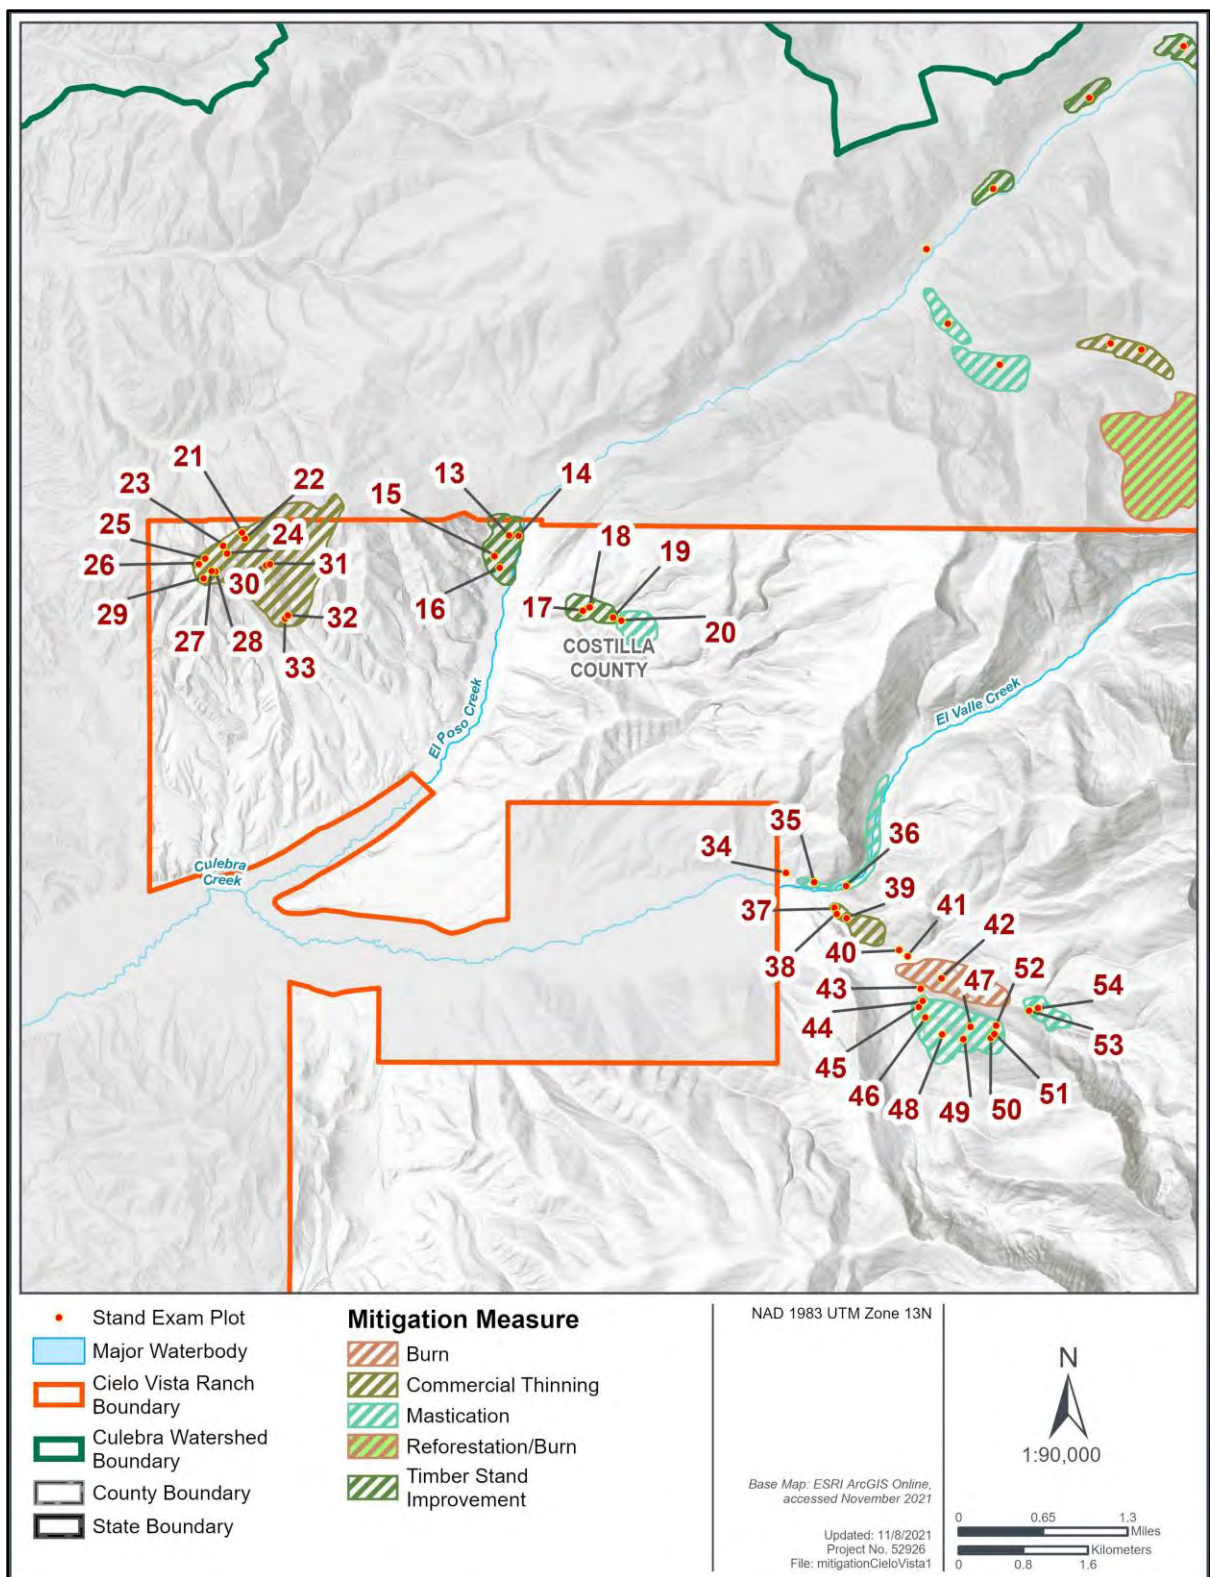 21
22
23
13
14
15
25
24
18
19
26
30
31
16
29
17
20
32
27
28
COSTILLA
COUNTY
33
El Poso Creek
El Valle Creek
35
36
34
Culebra
Creek
39
37
41
42
40
38
47
52
43
54
44
45
53
46
48
49
50
51
Stand Exam Plot
Major Waterbody
Cielo Vista Ranch
Boundary
Culebra Watershed
Boundary
County Boundary
State Boundary
Mitigation Measure
Burn
Commercial Thinning
Mastication
Reforestation/Burn
Timber Stand
Improvement
NAD 1983 UTM Zone 13N
Base Map: ESRI ArcGIS Online,
accessed November 2021
Updated: 11/8/2021
Project No. 52926
File: mitigationCieloVista1
N
1:90,000
0 0.65 1.3
Miles
Kilometers
0 0.8 1.6